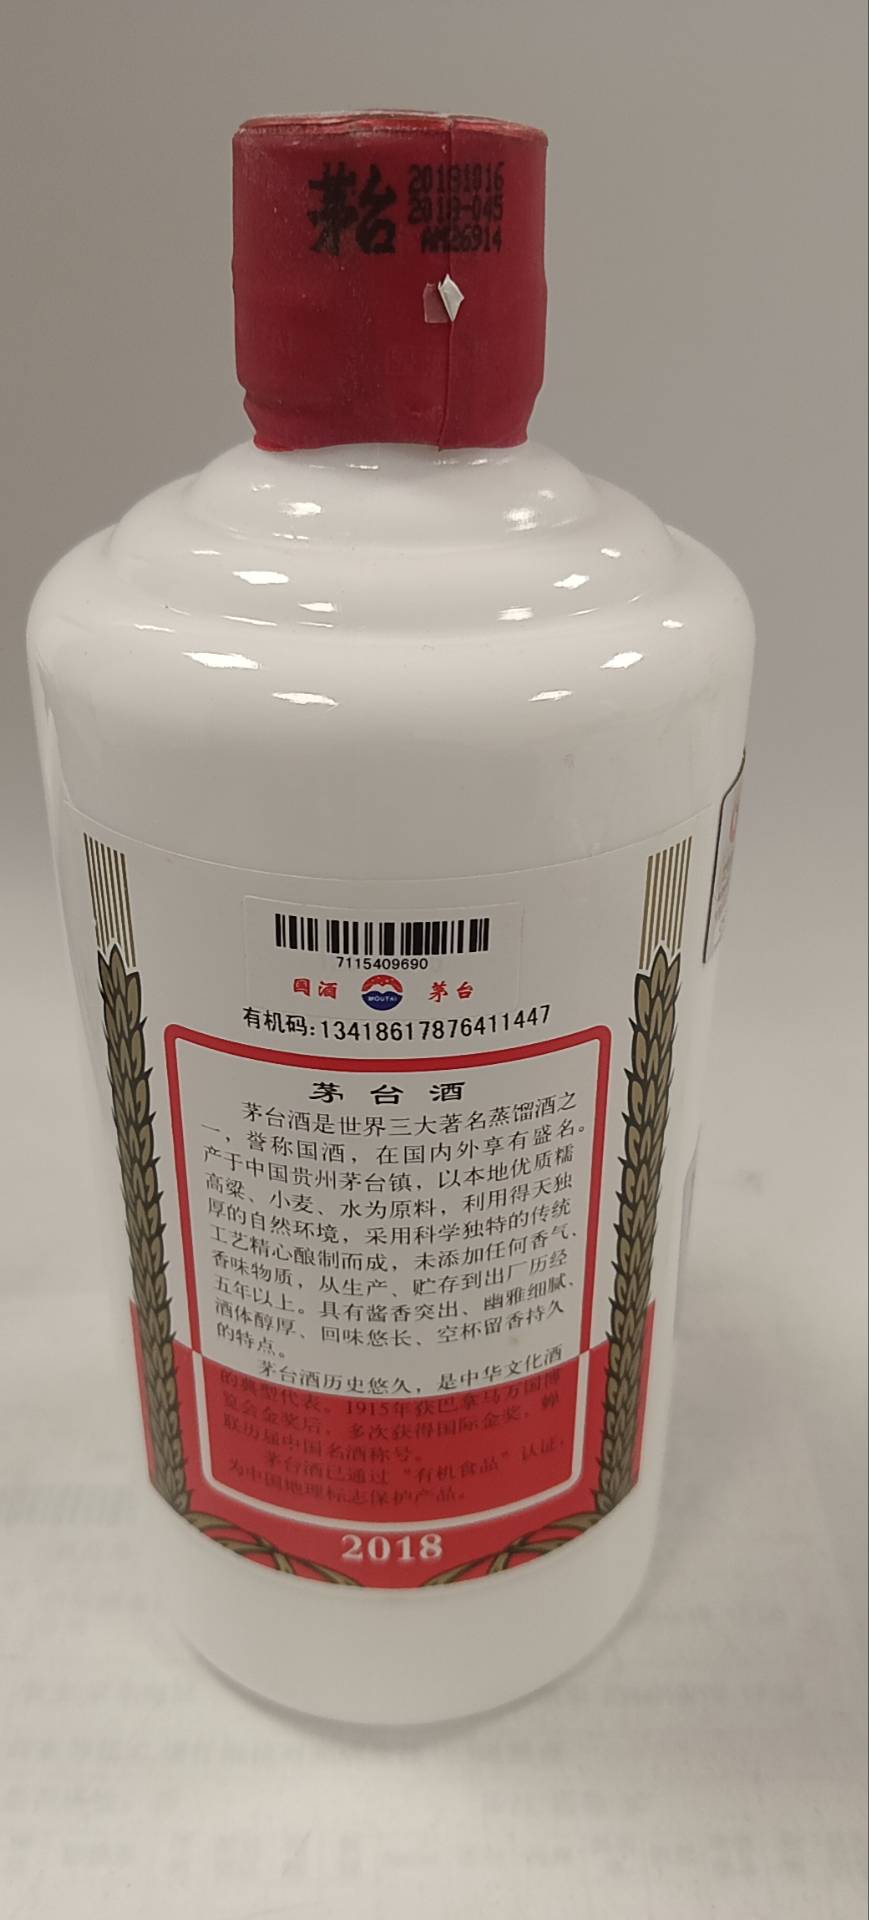 茅台
20181016
2018-045
7115409690
国酒 MOUTAI 茅台
有机码:13418617876411447
茅台酒
茅台酒是世界三大著名蒸馏酒之
一，誉称国酒，在国内外享有盛名。
产于中国贵州茅台镇，以本地优质糯
高粱、小麦、水为原料，利用得天独
厚的自然环境，采用科学独特的传统
工艺精心酿制而成，未添加任何香气、
香味物质，从生产、贮存到出厂历经
五年以上。具有酱香突出、幽雅细腻、
酒体醇厚、回味悠长、空杯留香持久
的特点。
茅台酒历史悠久，是中华文化酒
的典型代表。1915年获巴拿马万国博
览会金奖后，多次获得国际金奖，蝉
联历届中国名酒称号。
茅台酒已通过“有机食品”认证，
为中国地理标志保护产品。
2018